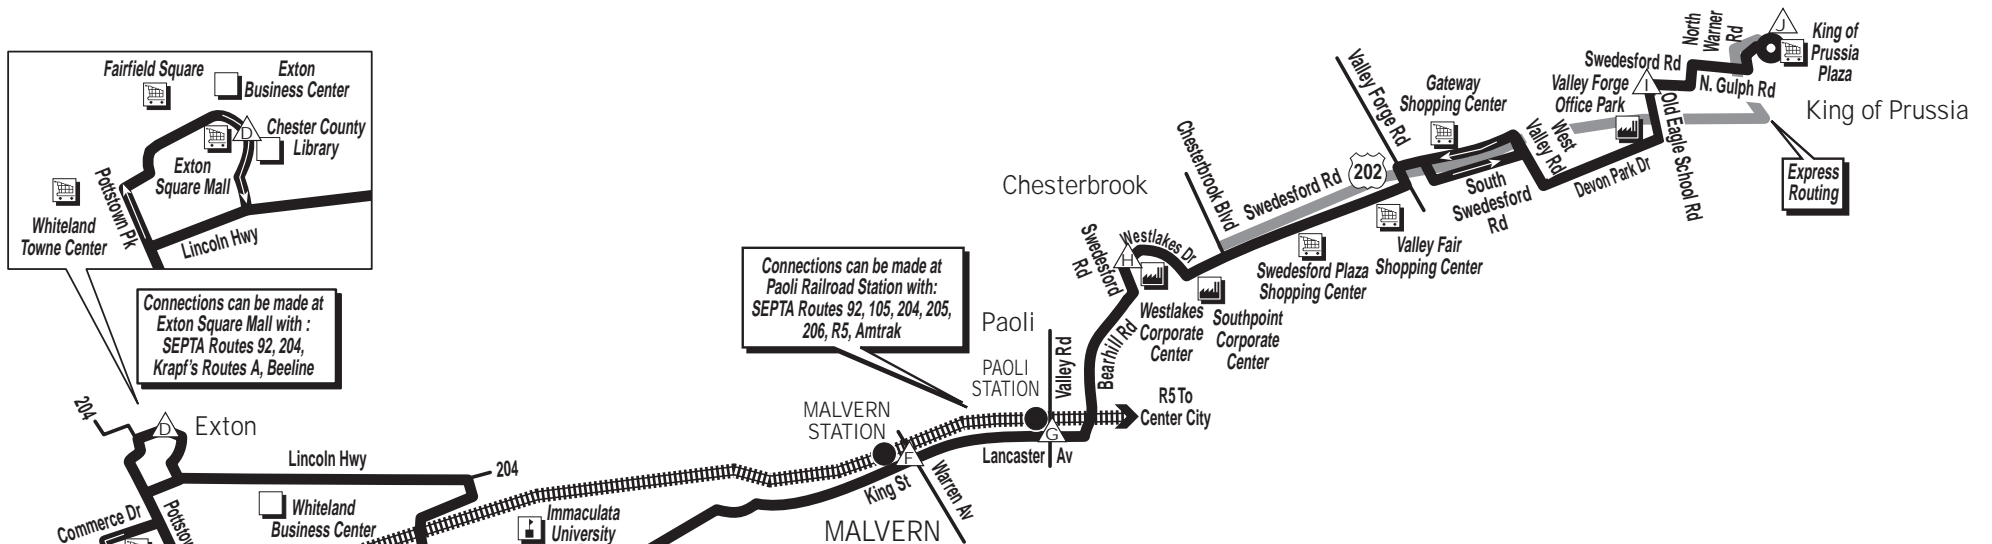 Fairfield Square
Exton
Business Center
D
Chester County
Library
Exton
Square Mall
Pottstown Pk
Whiteland
Towne Center
Lincoln Hwy
Connections can be made at
Exton Square Mall with :
SEPTA Routes 92, 204,
Krapf's Routes A, Beeline
204
D
Exton
Lincoln Hwy
204
Whiteland
Business Center
Commerce Dr
Immaculata
University
Connections can be made at
Paoli Railroad Station with:
SEPTA Routes 92, 105, 204, 205,
206, R5, Amtrak
MALVERN
STATION
F
King St
Warren Av
MALVERN
Paoli
PAOLI
STATION
Valley Rd
G
Lancaster Av
Bearhill Rd
R5 To
Center City
Chesterbrook
Swedesford
Rd
H
Westlakes Dr
Westlakes
Corporate
Center
Southpoint
Corporate
Center
Chesterbrook Blvd
Swedesford Rd
Swedesford Plaza
Shopping Center
Valley Fair
Shopping Center
202
Valley Forge Rd
Gateway
Shopping Center
South
Swedesford
Rd
West
Valley Rd
Devon Park Dr
Valley Forge
Office Park
Swedesford Rd
I
Old Eagle School Rd
North
Warner
Rd
N. Gulph Rd
J
King of
Prussia
Plaza
King of Prussia
Express
Routing